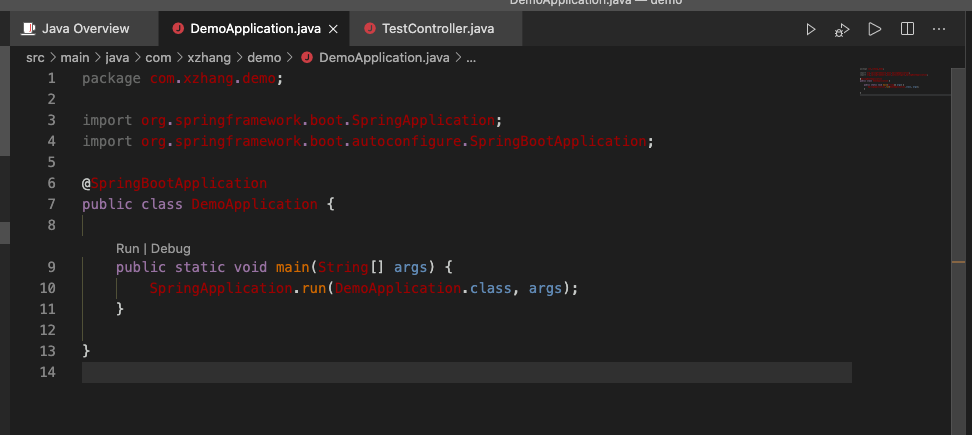 DemoApplication.java — demo
Java Overview DemoApplication.java × TestController.java ...
src > main > java > com > xzhang > demo > DemoApplication.java > ...
1 package com.xzhang.demo;
2
3 import org.springframework.boot.SpringApplication;
4 import org.springframework.boot.autoconfigure.SpringBootApplication;
5
6 @SpringBootApplication
7 public class DemoApplication {
8
Run | Debug
9 public static void main(String[] args) {
10 SpringApplication.run(DemoApplication.class, args);
11 }
12
13 }
14